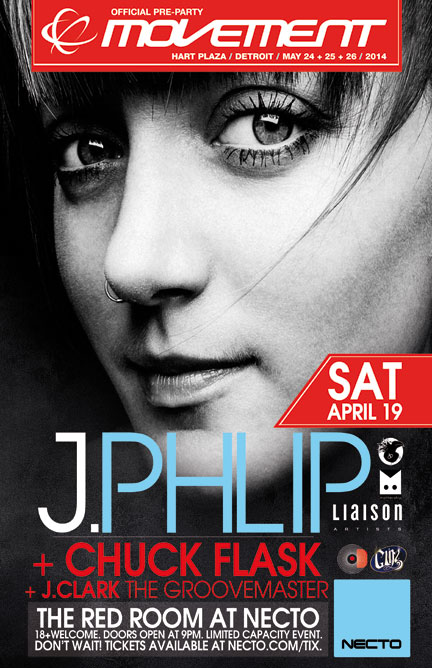 OFFICIAL PRE-PARTY
MOVEMENT
HART PLAZA / DETROIT / MAY 24 + 25 + 26 / 2014
SAT
APRIL 19
J.PHLIP
LIAISON
ARTISTS
+ CHUCK FLASK
+ J.CLARK THE GROOVEMASTER
THE RED ROOM AT NECTO
18+WELCOME. DOORS OPEN AT 9PM. LIMITED CAPACITY EVENT.
DON'T WAIT! TICKETS AVAILABLE AT NECTO.COM/TIX.
NECTO